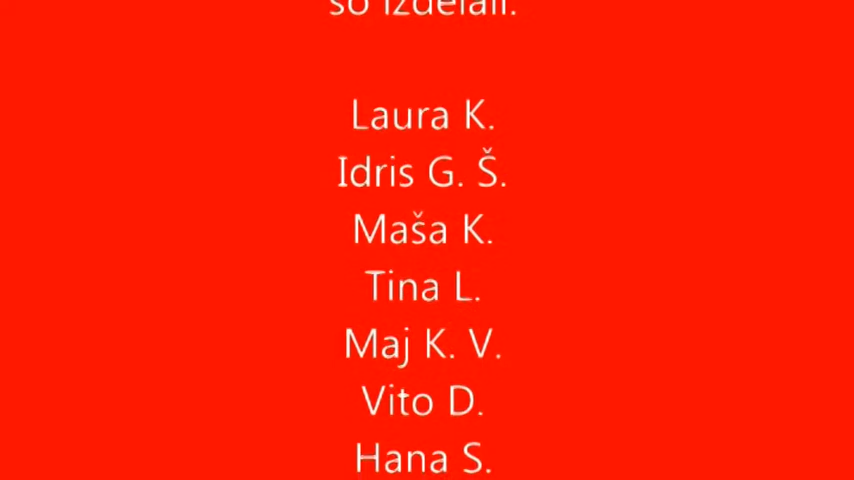 so izdelali:
Laura K.
Idris G. Š.
Maša K.
Tina L.
Maj K. V.
Vito D.
Hana S.